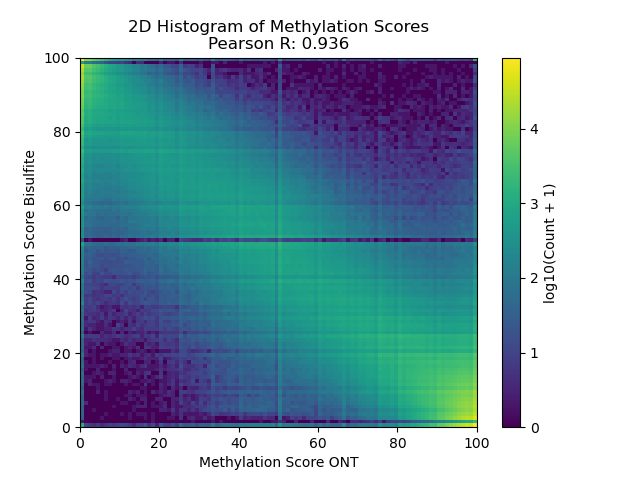 2D Histogram of Methylation Scores
Pearson R: 0.936
100
80
60
40
20
0
Methylation Score Bisulfite
0 20 40 60 80 100
Methylation Score ONT
4
3
2
1
0
log10(Count + 1)